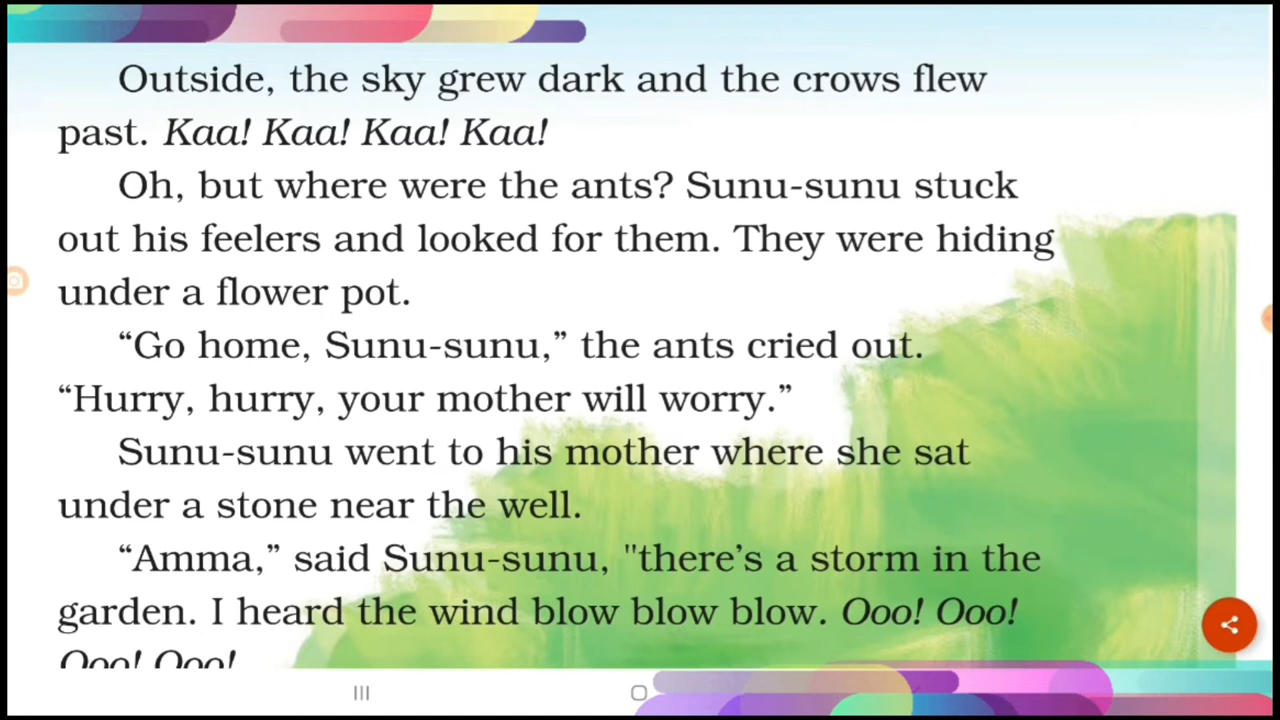 Outside, the sky grew dark and the crows flew
past. Kaa! Kaa! Kaa! Kaa!
Oh, but where were the ants? Sunu-sunu stuck
out his feelers and looked for them. They were hiding
under a flower pot.
“Go home, Sunu-sunu,” the ants cried out.
“Hurry, hurry, your mother will worry.”
Sunu-sunu went to his mother where she sat
under a stone near the well.
“Amma,” said Sunu-sunu, "there’s a storm in the
garden. I heard the wind blow blow blow. Ooo! Ooo!
Ooo! Ooo!